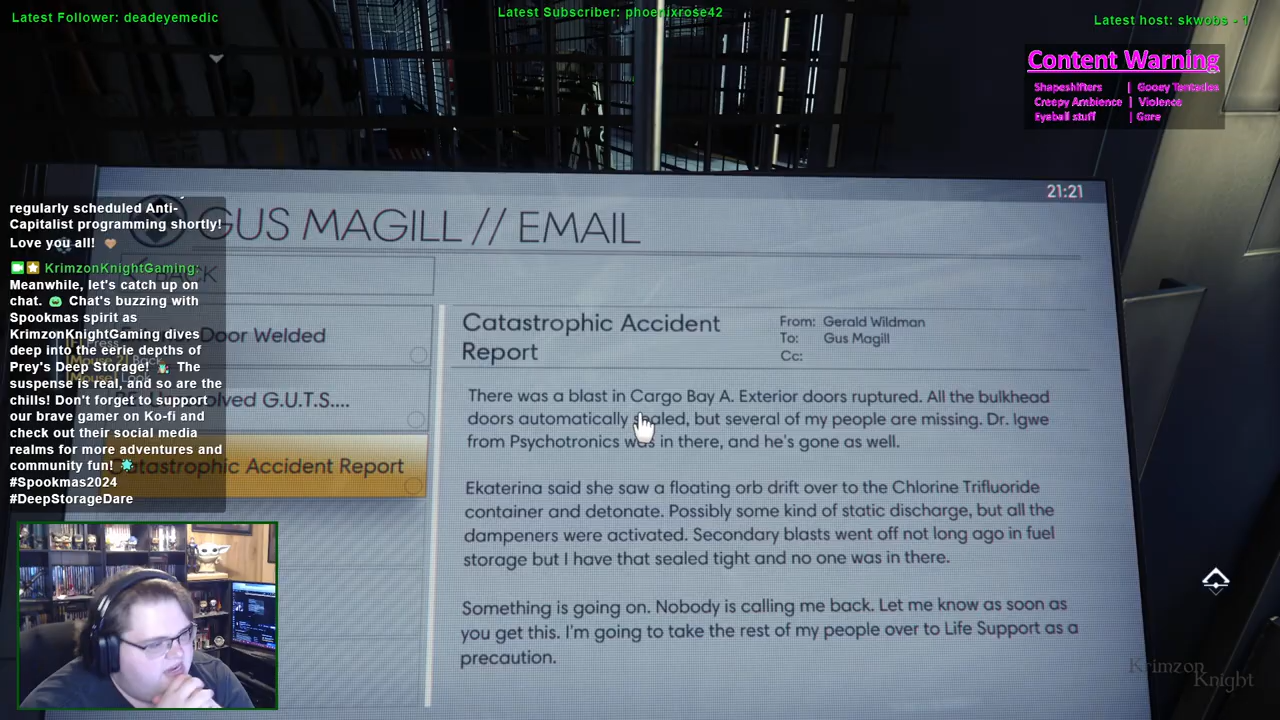 Latest Follower: deadeyemedic
Latest Subscriber: phoenixrose42
Latest host: skwobs - 1
Content Warning
Shapeshifters | Gooey Tentacles
Creepy Ambience | Violence
Eyeball stuff | Gore
21:21
GUS MAGILL // EMAIL
BACK
Door Welded
olved G.U.T.S....
Catastrophic Accident Report
[F] Press
[Mouse 2] Back
[Mouse] Look
Catastrophic Accident
Report
From: Gerald Wildman
To: Gus Magill
Cc:
There was a blast in Cargo Bay A. Exterior doors ruptured. All the bulkhead
doors automatically sealed, but several of my people are missing. Dr. Igwe
from Psychotronics was in there, and he's gone as well.
Ekaterina said she saw a floating orb drift over to the Chlorine Trifluoride
container and detonate. Possibly some kind of static discharge, but all the
dampeners were activated. Secondary blasts went off not long ago in fuel
storage but I have that sealed tight and no one was in there.
Something is going on. Nobody is calling me back. Let me know as soon as
you get this. I'm going to take the rest of my people over to Life Support as a
precaution.
regularly scheduled Anti-
Capitalist programming shortly!
Love you all!
KrimzonKnightGaming:
Meanwhile, let's catch up on
chat. Chat's buzzing with
Spookmas spirit as
KrimzonKnightGaming dives
deep into the eerie depths of
Prey's Deep Storage! The
suspense is real, and so are the
chills! Don't forget to support
our brave gamer on Ko-fi and
check out their social media
realms for more adventures and
community fun!
#Spookmas2024
#DeepStorageDare
Krimzon
Knight